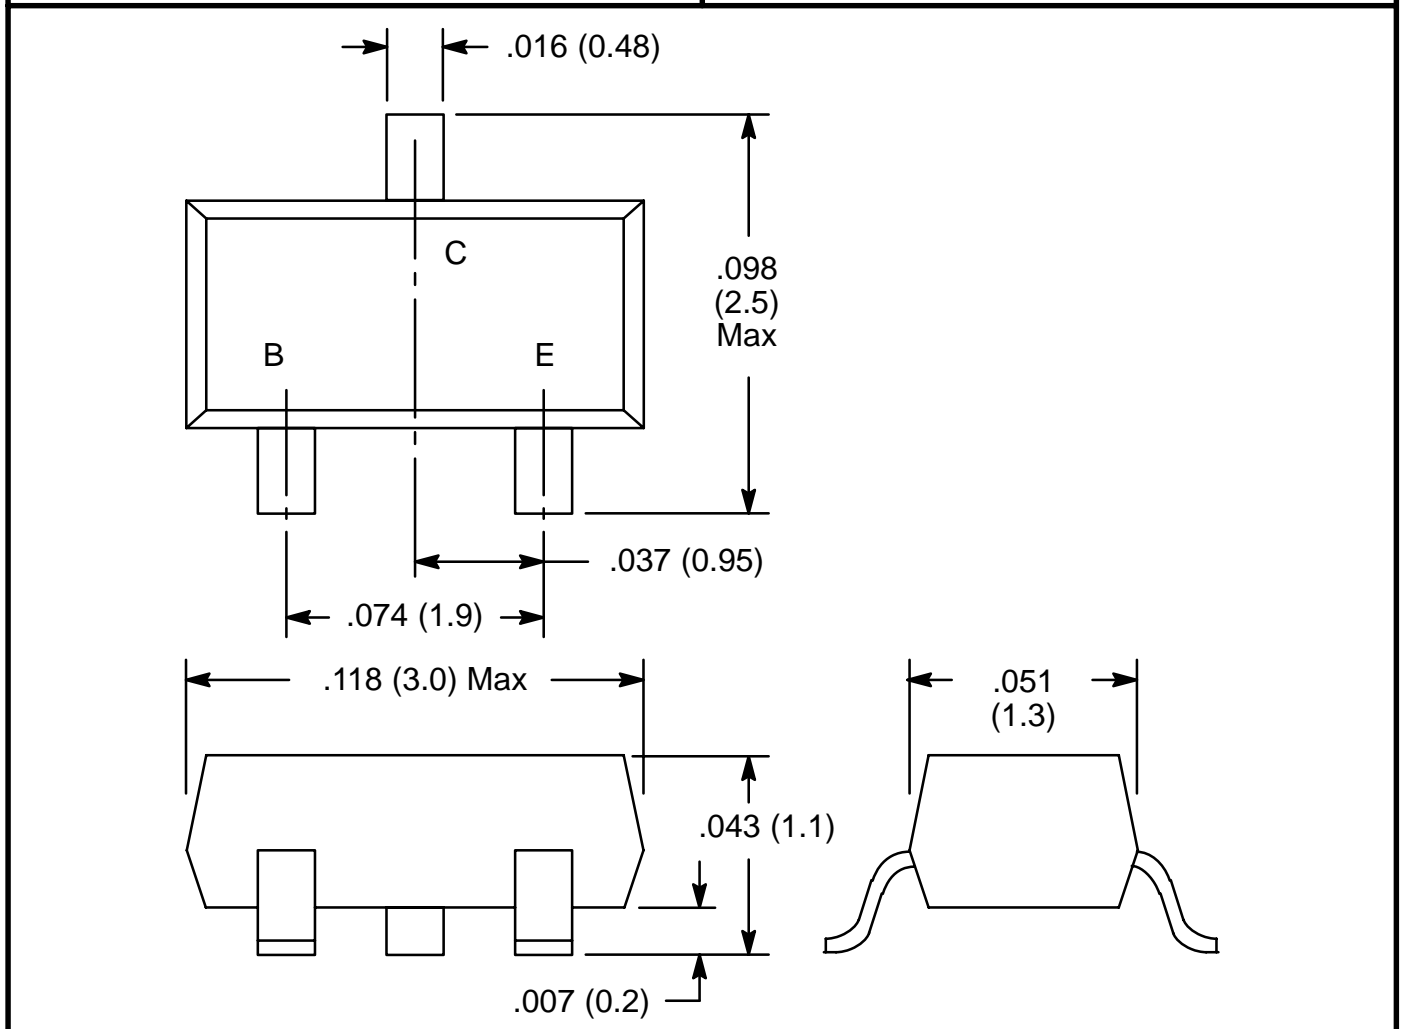 .016 (0.48)
C
.098
(2.5)
Max
B
E
.037 (0.95)
.074 (1.9)
.118 (3.0) Max
.051
(1.3)
.043 (1.1)
.007 (0.2)